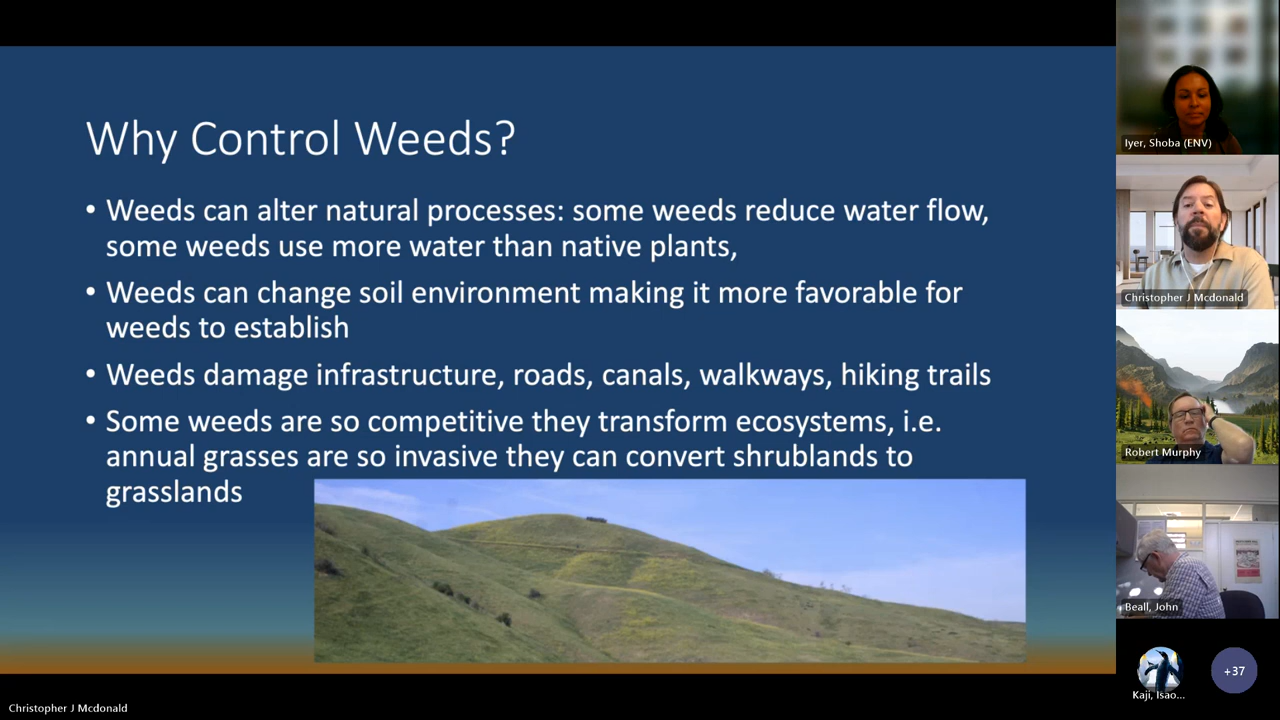 Why Control Weeds?
• Weeds can alter natural processes: some weeds reduce water flow,
some weeds use more water than native plants,
• Weeds can change soil environment making it more favorable for
weeds to establish
• Weeds damage infrastructure, roads, canals, walkways, hiking trails
• Some weeds are so competitive they transform ecosystems, i.e.
annual grasses are so invasive they can convert shrublands to
grasslands
Iyer, Shoba (ENV)
Christopher J Mcdonald
Robert Murphy
Beall, John
Kaji, Isao...
+37
Christopher J Mcdonald